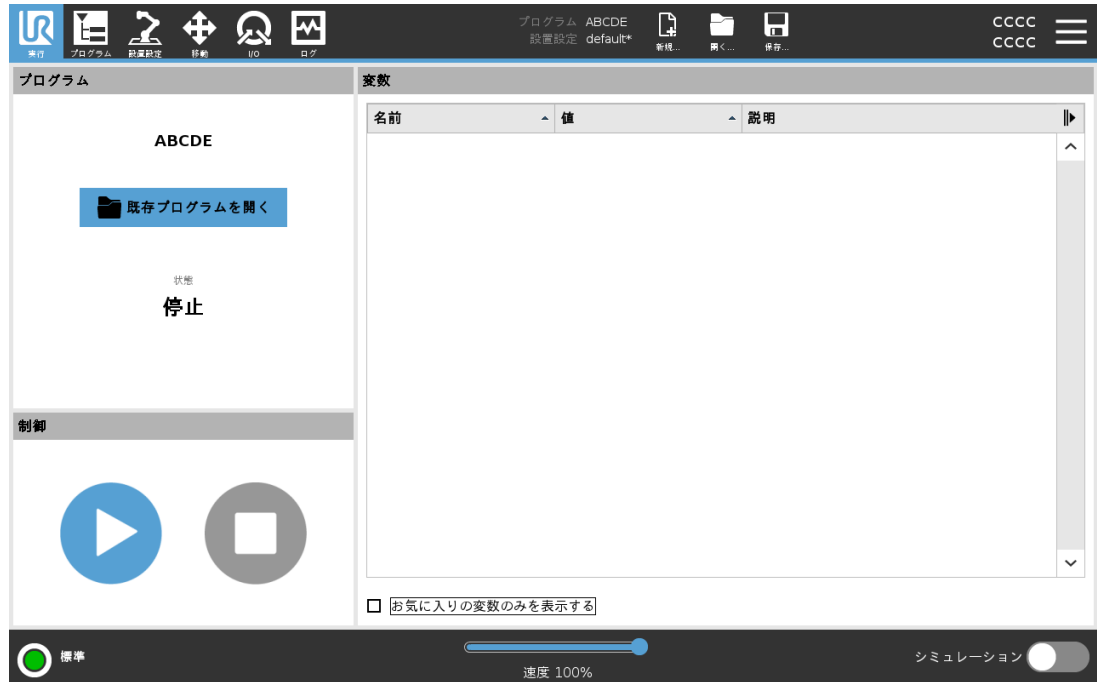 UR
実行
プログラム
設置設定
移動
I/O
ログ
プログラム ABCDE
設置設定 default*
新規...
開く...
保存...
CCCC
CCCC
プログラム
ABCDE
既存プログラムを開く
状態
停止
制御
変数
名前 値 説明
お気に入りの変数のみを表示する
標準
速度 100%
シミュレーション